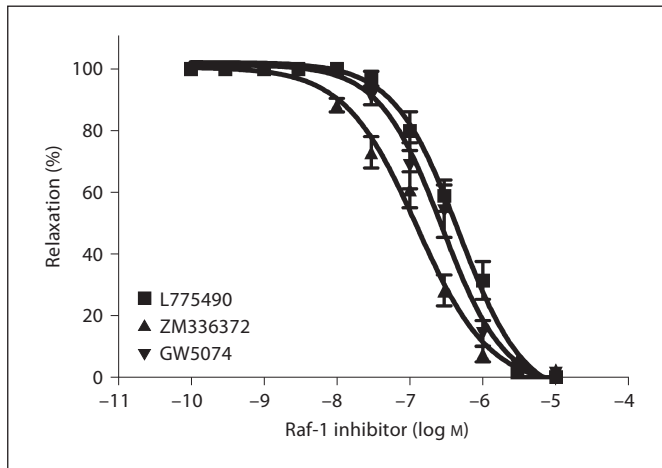 Relaxation (%)
100
80
60
40
20
0
L775490
ZM336372
GW5074
–11 –10 –9 –8 –7 –6 –5 –4
Raf-1 inhibitor (log M)